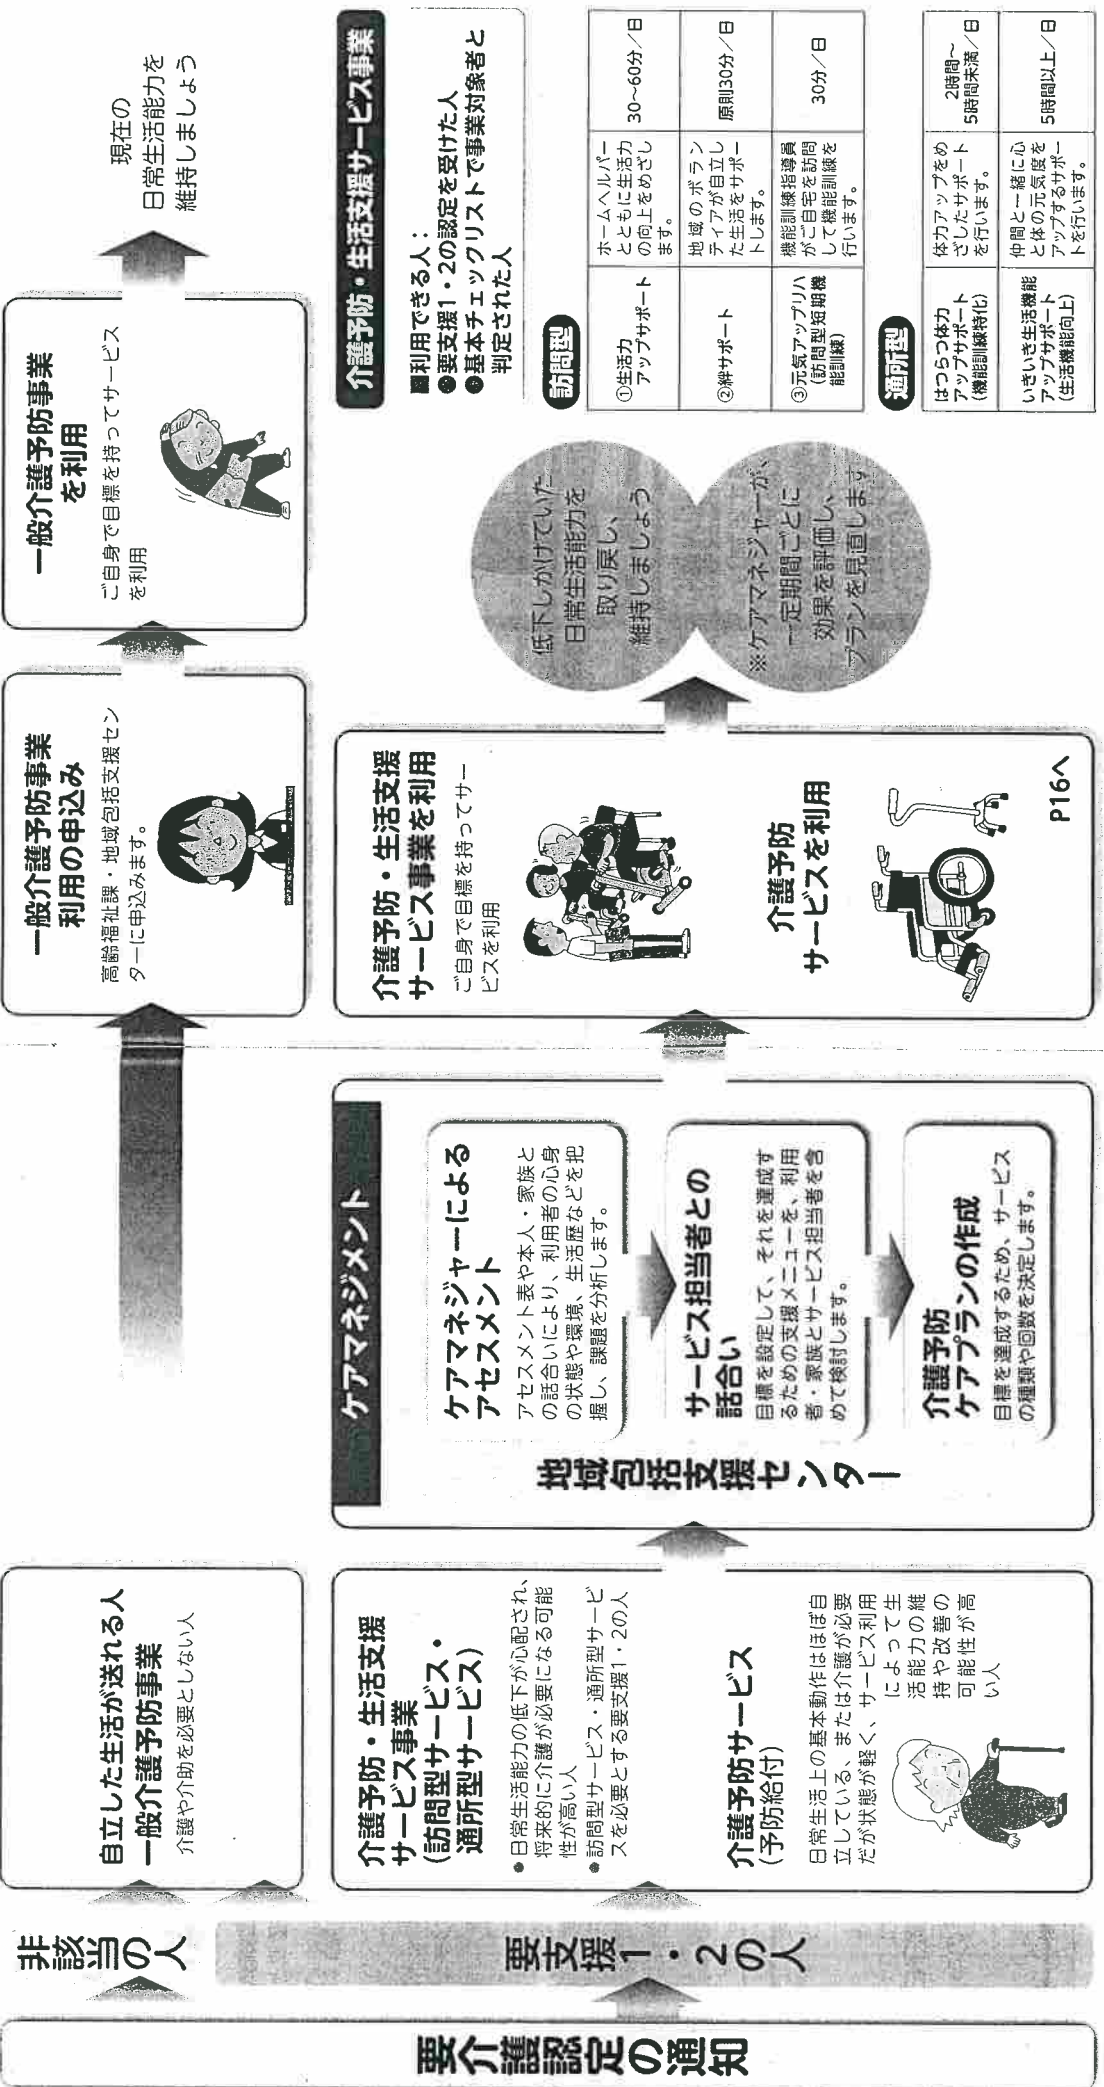 要介護認定の通知
非該当の人
要支援1・2の人
自立した生活が送れる人
一般介護予防事業
介護や介助を必要としない人
介護予防・生活支援
サービス事業
(訪問型サービス・
通所型サービス)
●日常生活能力の低下が心配され、
将来的に介護が必要になる可能
性が高い人
●訪問型サービス・通所型サービ
スを必要とする要支援1・2の人
介護予防サービス
(予防給付)
日常生活上の基本動作はほぼ自
立している、または介護が必要
だが状態が軽く、サービス利用
によって生
活能力の維
持や改善の
可能性が高
い人
地域包括支援センター
ケアマネジメント
ケアマネジャーによる
アセスメント
アセスメント表や本人・家族と
の話合いにより、利用者の心身
の状態や環境、生活歴などを把
握し、課題を分析します。
サービス担当者との
話合い
目標を設定して、それを達成す
るための支援メニューを、利用
者・家族とサービス担当者を含
めて検討します。
介護予防
ケアプランの作成
目標を達成するため、サービス
の種類や回数を決定します。
一般介護予防事業
利用の申込み
高齢福祉課・地域包括支援セン
ターに申込みます。
一般介護予防事業
を利用
ご自身で目標を持ってサービス
を利用
現在の
日常生活能力を
維持しましょう
介護予防・生活支援
サービス事業を利用
ご自身で目標を持ってサー
ビスを利用
介護予防
サービスを利用
P16へ
低下しかけていた
日常生活能力を
取り戻し、
維持しましょう
※ケアマネジャーが、
一定期間ごとに
効果を評価し、
プランを見直します
介護予防・生活支援サービス事業
■利用できる人：
●要支援1・2の認定を受けた人
●基本チェックリストで事業対象者と
判定された人
訪問型
①生活力
アップサポート
ホームヘルパー
とともに生活力
の向上をめざし
ます。
30～60分／日
②絆サポート
地域のボラン
ティアが自立し
た生活をサポー
トします。
原則30分／日
③元気アップリハ
(訪問型短期機
能訓練)
機能訓練指導員
がご自宅を訪問
して機能訓練を
行います。
30分／日
通所型
はつらつ体力
アップサポート
(機能訓練特化)
体力アップをめ
ざしたサポート
を行います。
2時間～
5時間未満／日
いきいき生活機能
アップサポート
(生活機能向上)
仲間と一緒に心
と体の元気度を
アップするサポー
トを行います。
5時間以上／日